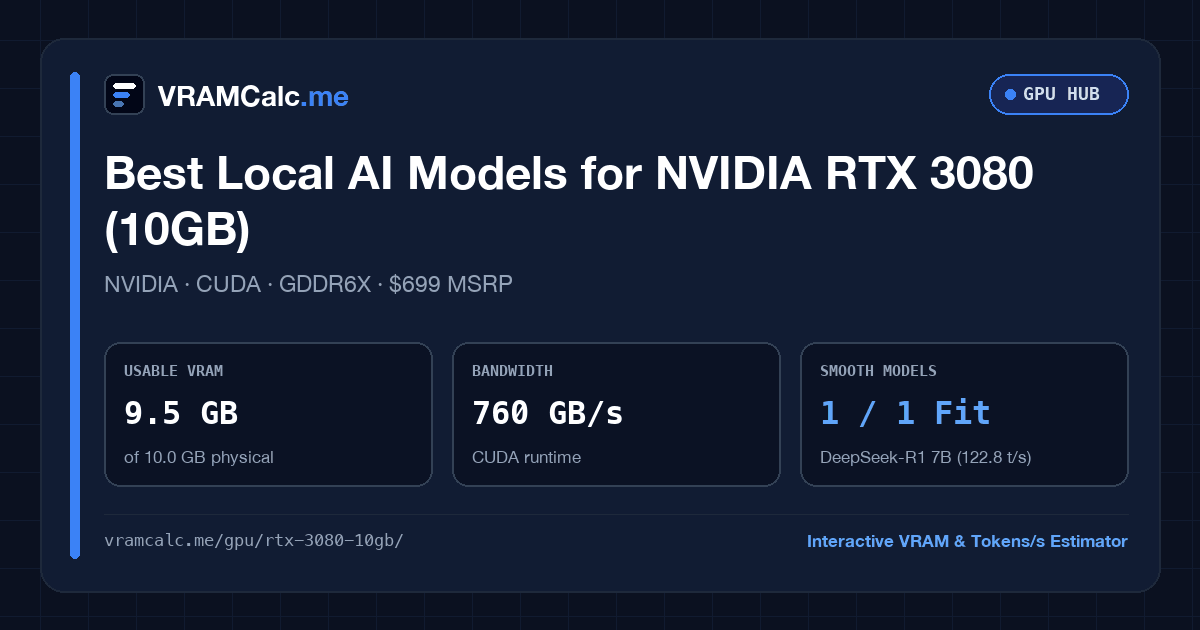 VRAMCalc.me
GPU HUB
Best Local AI Models for NVIDIA RTX 3080
(10GB)
NVIDIA · CUDA · GDDR6X · $699 MSRP
USABLE VRAM
9.5 GB
of 10.0 GB physical
BANDWIDTH
760 GB/s
CUDA runtime
SMOOTH MODELS
1 / 1 Fit
DeepSeek-R1 7B (122.8 t/s)
vramcalc.me/gpu/rtx-3080-10gb/
Interactive VRAM & Tokens/s Estimator